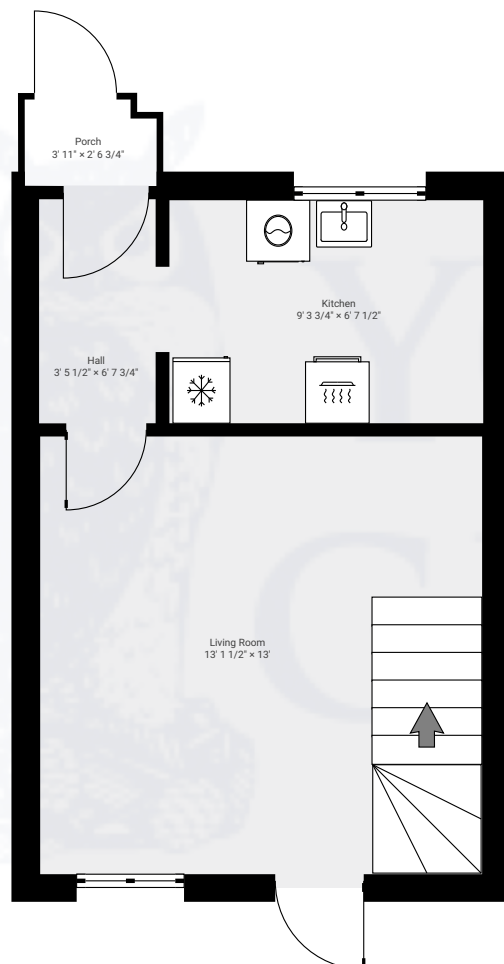 Porch
3' 11" × 2' 6 3/4"
Kitchen
9' 3 3/4" × 6' 7 1/2"
Hall
3' 5 1/2" × 6' 7 3/4"
Living Room
13' 1 1/2" × 13'